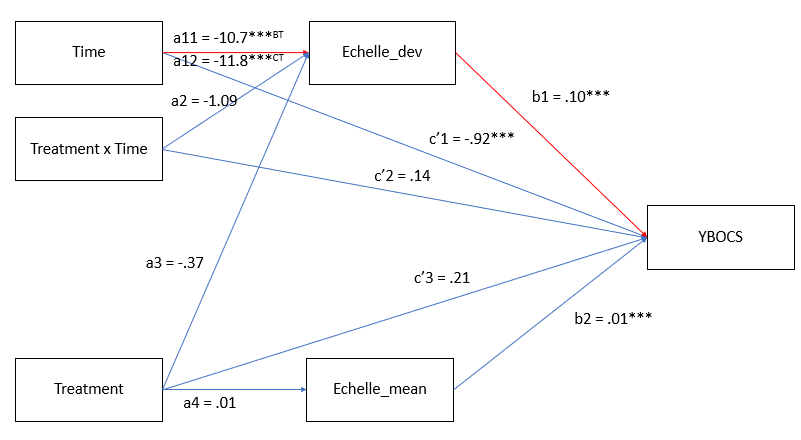 a11 = -10.7***BT
Time
Echelle_dev
a12 = -11.8***CT
a2 = -1.09
b1 = .10***
c’1 = -.92***
Treatment x Time
c’2 = .14
YBOCS
a3 = -.37
c’3 = .21
b2 = .01***
Treatment
Echelle_mean
a4 = .01